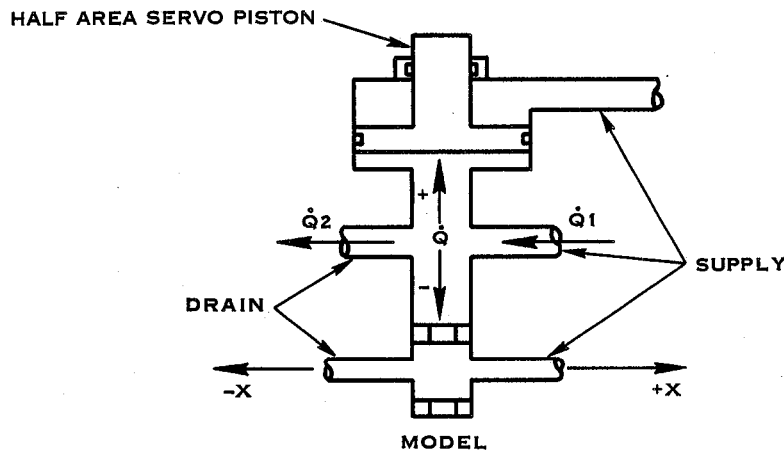 HALF AREA SERVO PISTON
+
Q̇2
Q̇
Q̇1
SUPPLY
−
DRAIN
−X
+X
MODEL